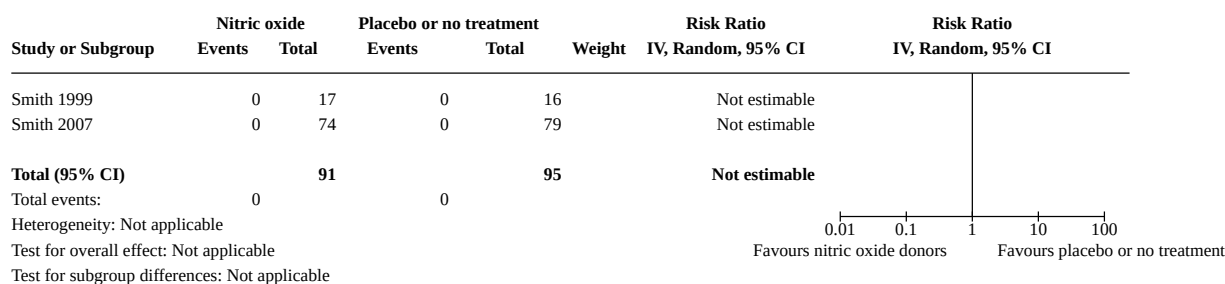 Nitric oxide Placebo or no treatment Risk Ratio Risk Ratio
Study or Subgroup Events Total Events Total Weight IV, Random, 95% CI IV, Random, 95% CI
Smith 1999 0 17 0 16 Not estimable
Smith 2007 0 74 0 79 Not estimable
Total (95% CI) 91 95 Not estimable
Total events: 0 0
Heterogeneity: Not applicable
0.01 0.1 1 10 100
Test for overall effect: Not applicable Favours nitric oxide donors Favours placebo or no treatment
Test for subgroup differences: Not applicable